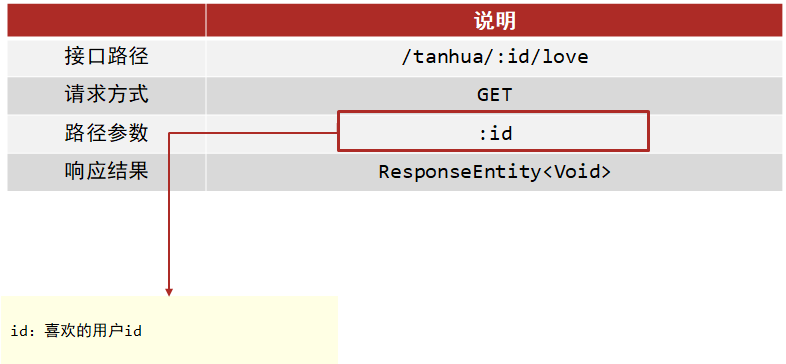 说明
接口路径 /tanhua/:id/love
请求方式 GET
路径参数 :id
响应结果 ResponseEntity<Void>
id：喜欢的用户id